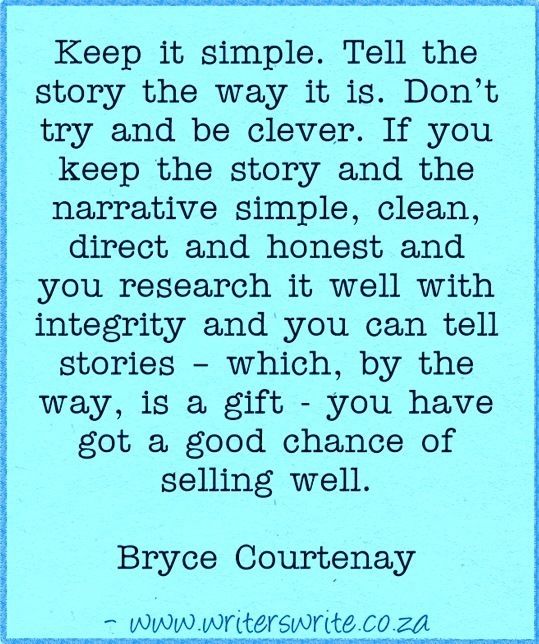 Keep it simple. Tell the
story the way it is. Don’t
try and be clever. If you
keep the story and the
narrative simple, clean,
direct and honest and
you research it well with
integrity and you can tell
stories – which, by the
way, is a gift - you have
got a good chance of
selling well.
Bryce Courtenay
- www.writerswrite.co.za